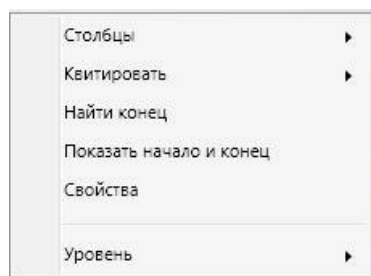 Столбцы
Квитировать
Найти конец
Показать начало и конец
Свойства
Уровень